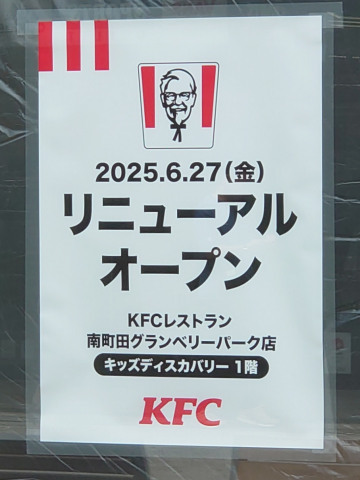 2025.6.27(金)
リニューアル
オープン
KFCレストラン
南町田グランベリーパーク店
キッズディスカバリー 1階
KFC